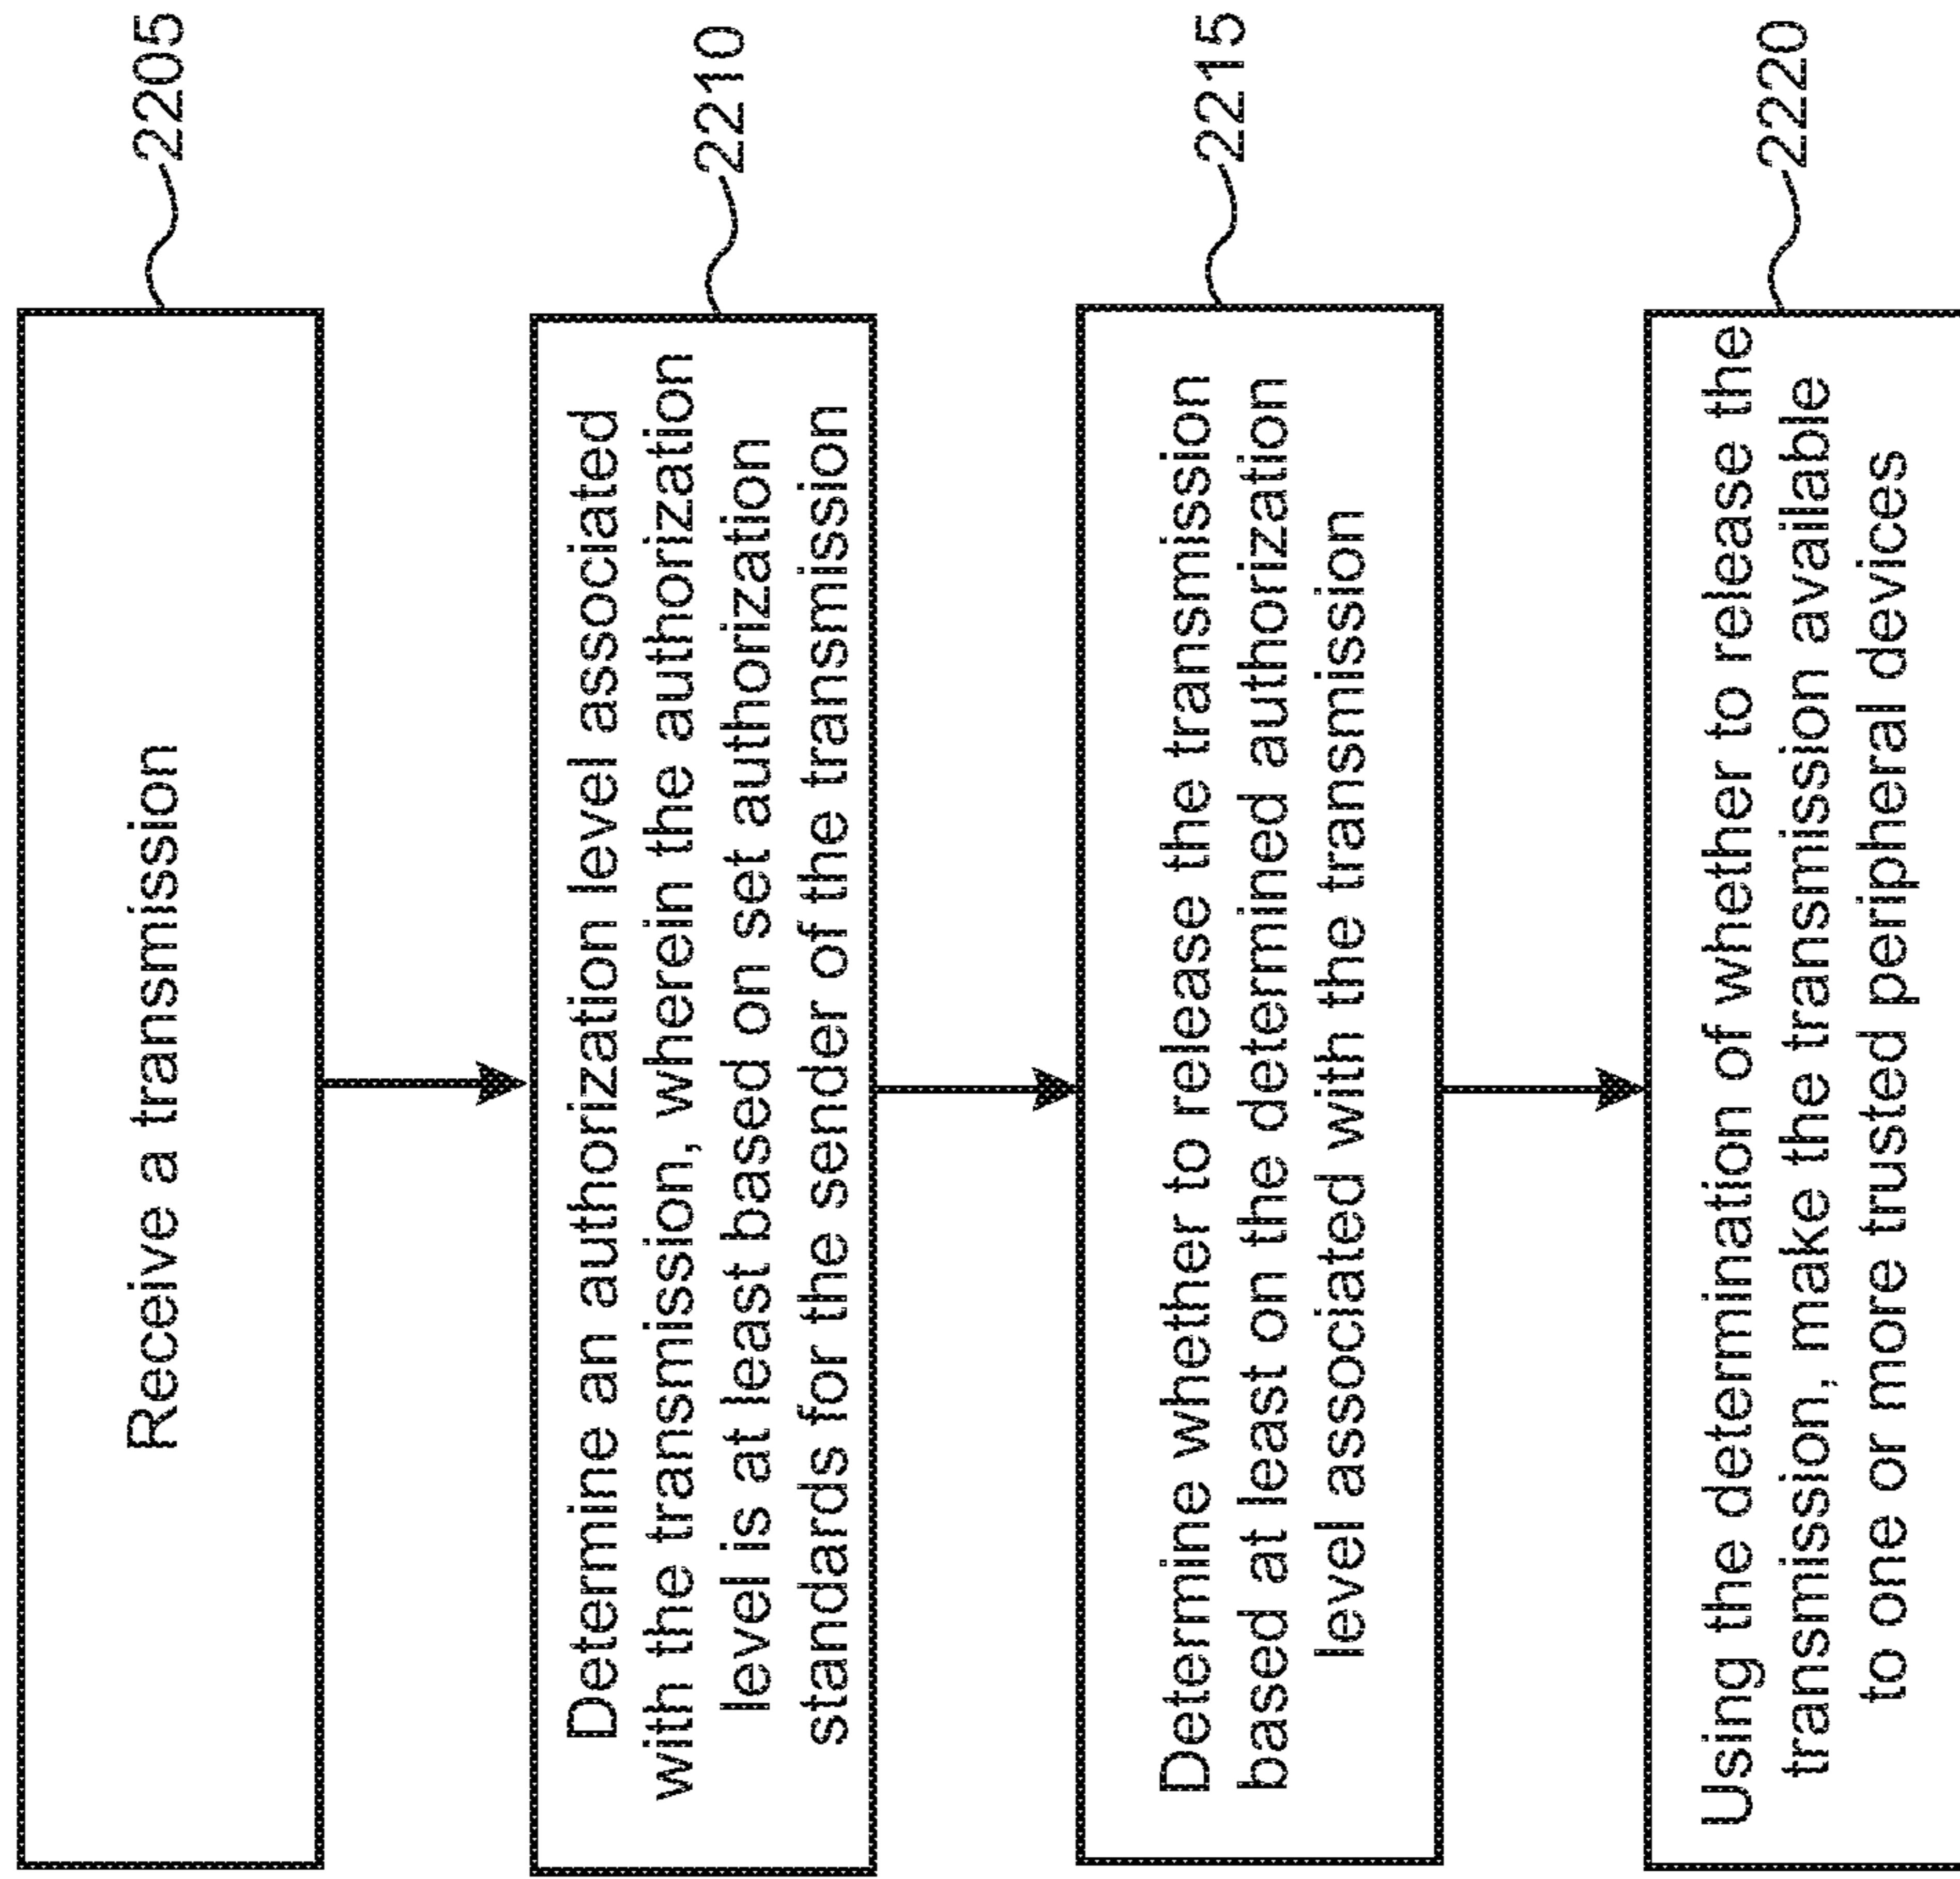 Receive a transmission
2205
Determine an authorization level associated
with the transmission, wherein the authorization
level is at least based on set authorization
standards for the sender of the transmission
2210
Determine whether to release the transmission
based at least on the determined authorization
level associated with the transmission
2215
Using the determination of whether to release the
transmission, make the transmission available
to one or more trusted peripheral devices
2220